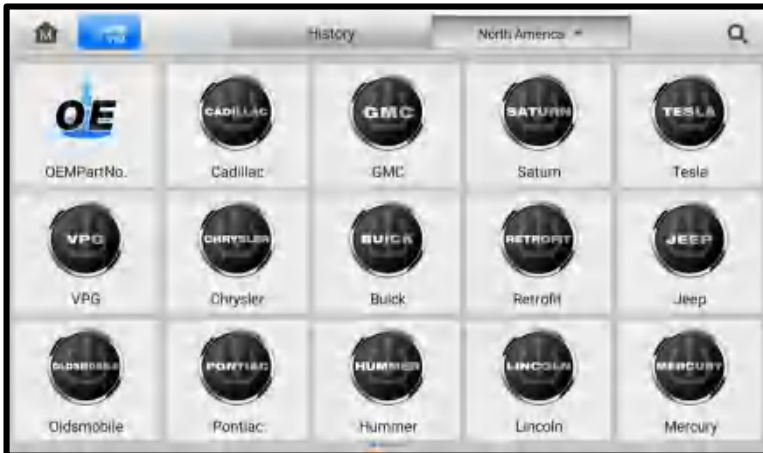 History North America
OE CADILLAC GMC SATURN TESLA
OEMPartNo. Cadillac GMC Saturn Tesla
VPG CHRYSLER BUICK RETROFIT JEEP
VPG Chrysler Buick Retrofit Jeep
OLDSMOBILE PONTIAC HUMMER LINCOLN MERCURY
Oldsmobile Pontiac Hummer Lincoln Mercury